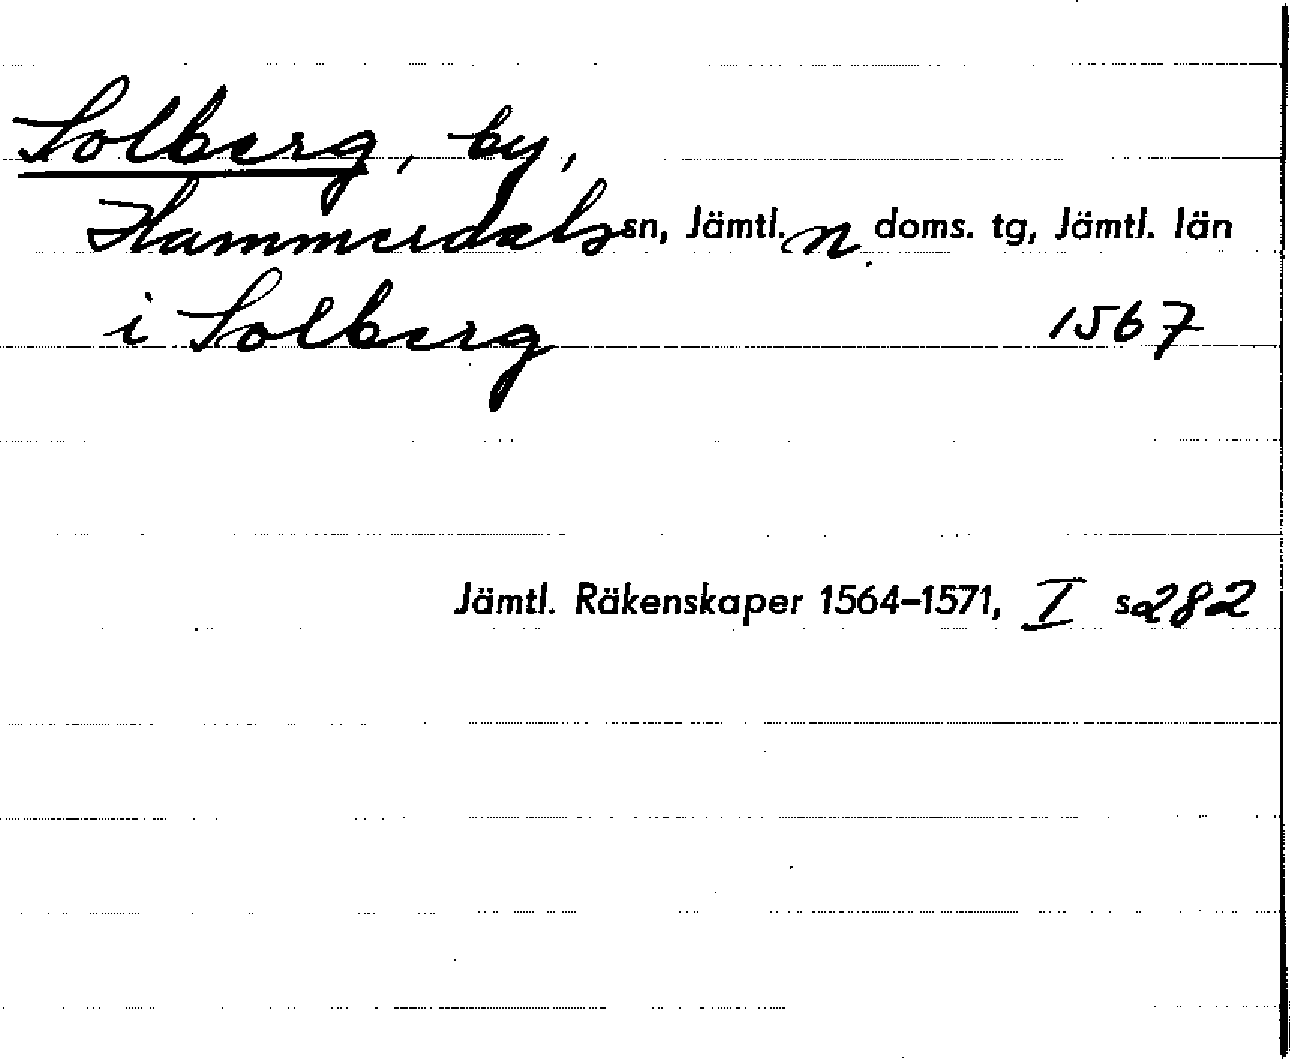 Solberg, by,
Hammerdals sn, Jämtl. n. doms. tg, Jämtl. län
i Solberg 1567
Jämtl. Räkenskaper 1564–1571, I s 282